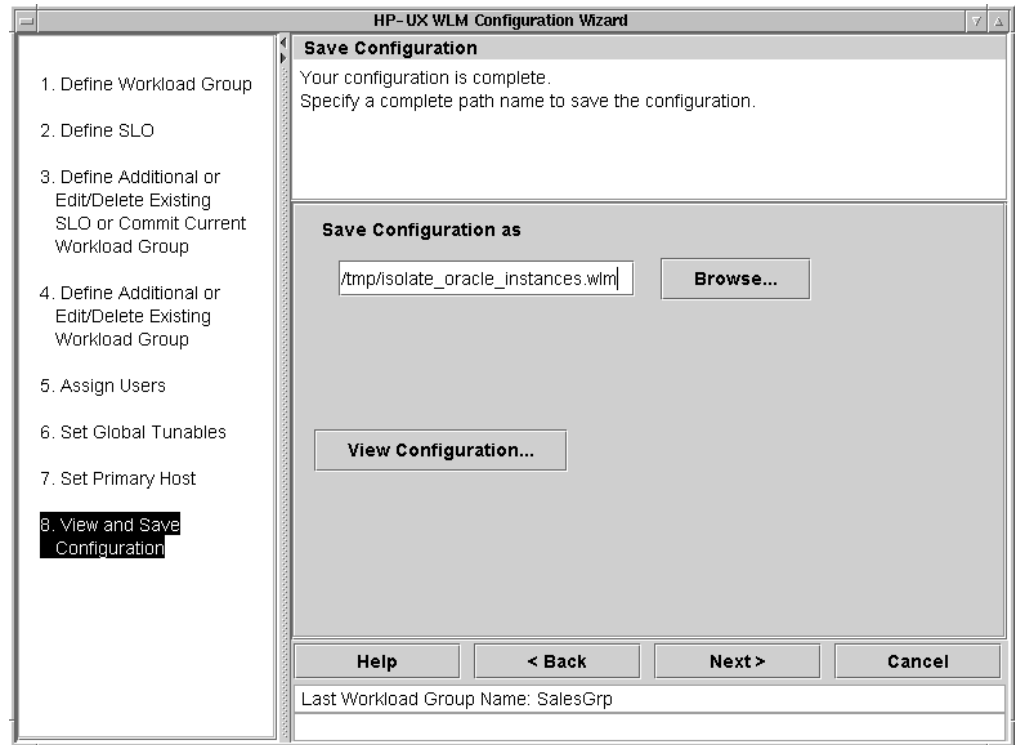 HP-UX WLM Configuration Wizard
1. Define Workload Group
2. Define SLO
3. Define Additional or
Edit/Delete Existing
SLO or Commit Current
Workload Group
4. Define Additional or
Edit/Delete Existing
Workload Group
5. Assign Users
6. Set Global Tunables
7. Set Primary Host
8. View and Save
Configuration
Save Configuration
Your configuration is complete.
Specify a complete path name to save the configuration.
Save Configuration as
/tmp/isolate_oracle_instances.wlm
Browse...
View Configuration...
Help
< Back
Next >
Cancel
Last Workload Group Name: SalesGrp